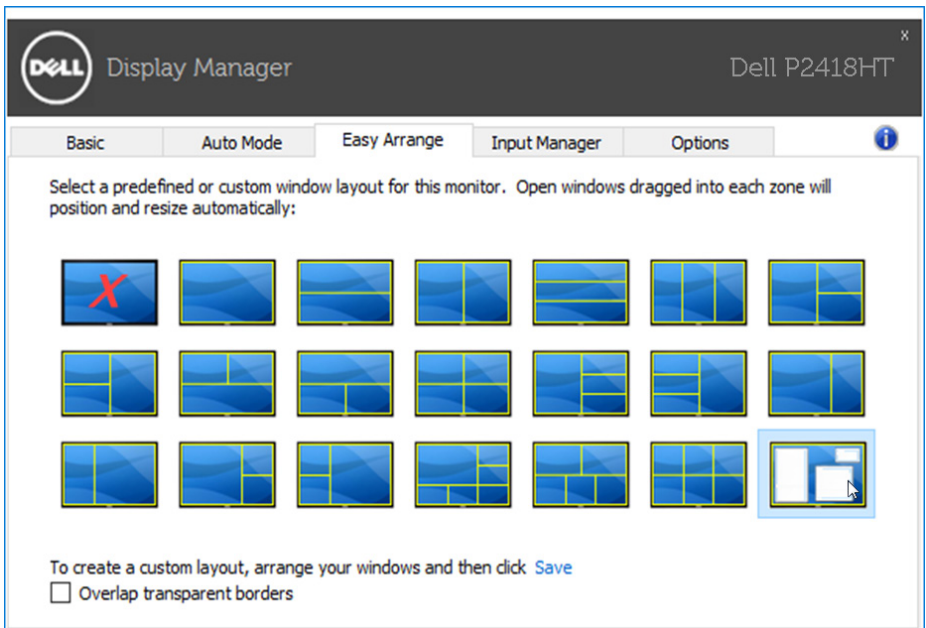 x
DELL Display Manager
Dell P2418HT
Basic Auto Mode Easy Arrange Input Manager Options i
Select a predefined or custom window layout for this monitor. Open windows dragged into each zone will
position and resize automatically:
X
To create a custom layout, arrange your windows and then click Save
Overlap transparent borders